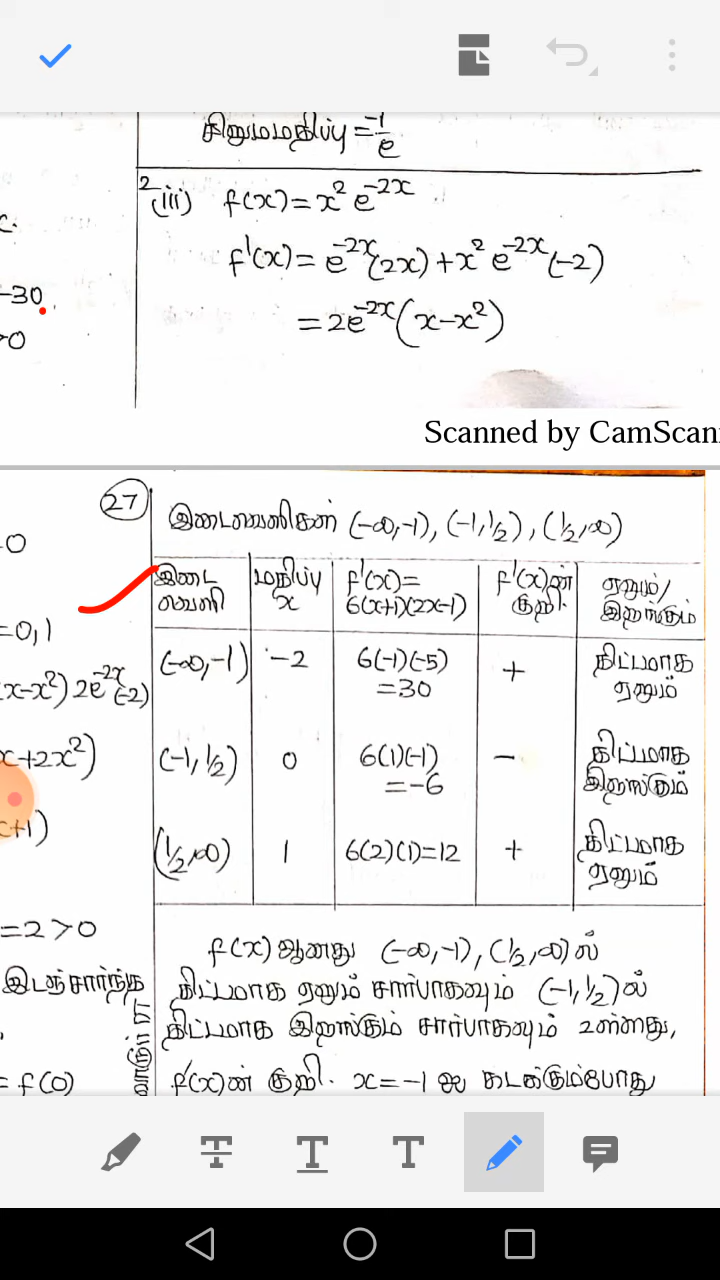 சிறுமமதிப்பு = -1/e
2 (iii) f(x) = x² e^-2x
f'(x) = e^-2x(2x) + x² e^-2x(-2)
= 2e^-2x(x-x²)
c.
-30
>0
Scanned by CamScan
27
இடைவெளிகள் (-∞,-1), (-1,1/2), (1/2,∞)
இடை வெளி | மதிப்பு x | f'(x)= 6(x+1)(2x-1) | f'(x)ன் குறி. | ஏறும்/ இறங்கும்
(-∞,-1) | -2 | 6(-1)(-5) =30 | + | திட்டமாக ஏறும்
(-1,1/2) | 0 | 6(1)(-1) =-6 | - | திட்டமாக இறங்கும்
(1/2,∞) | 1 | 6(2)(1)=12 | + | திட்டமாக ஏறும்
f(x) ஆனது (-∞,-1), (1/2,∞)ல்
திட்டமாக ஏறும் சார்பாகவும் (-1,1/2)ல்
திட்டமாக இறங்கும் சார்பாகவும் உள்ளது,
f'(x)ன் குறி. x=-1 ஐ கடக்கும்போது
0
=0,1
(x-x²) 2e^-2x(-2)
x+2x²)
x+1)
=2>0
இடஞ்சார்ந்த
= f(0)
T
T
T